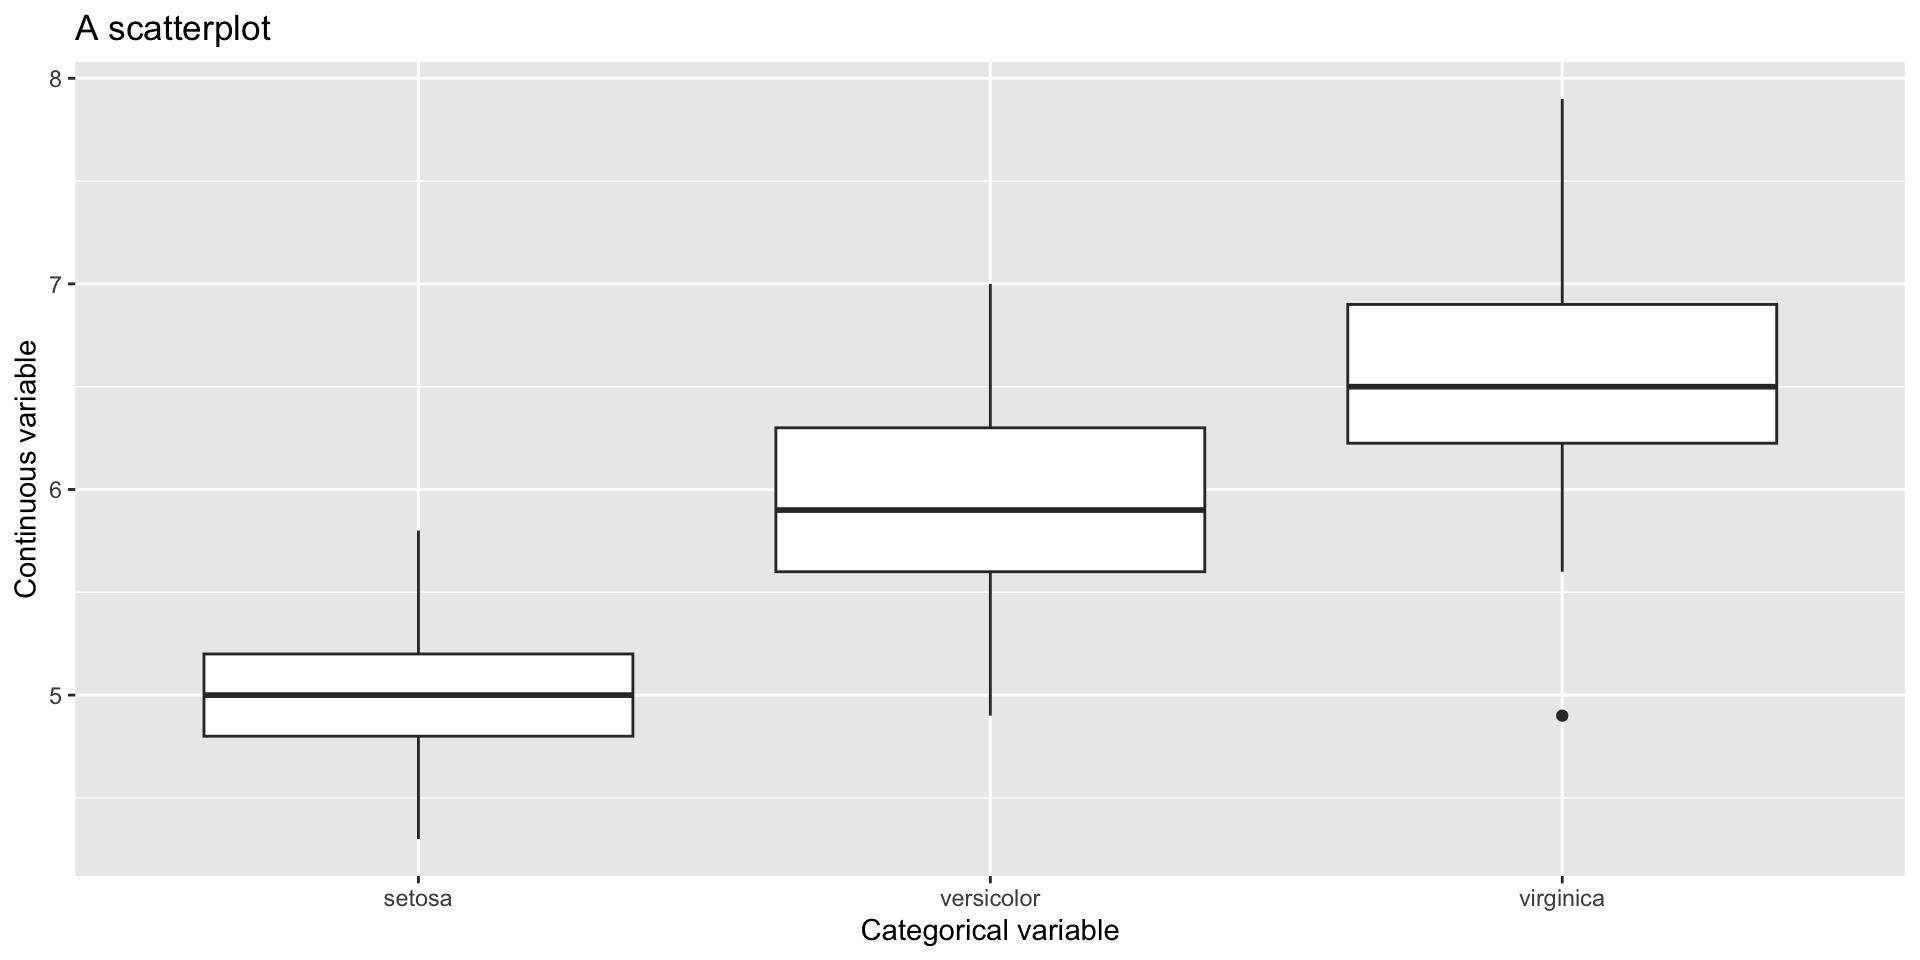 A scatterplot
8
7
6
5
Continuous variable
setosa versicolor virginica
Categorical variable